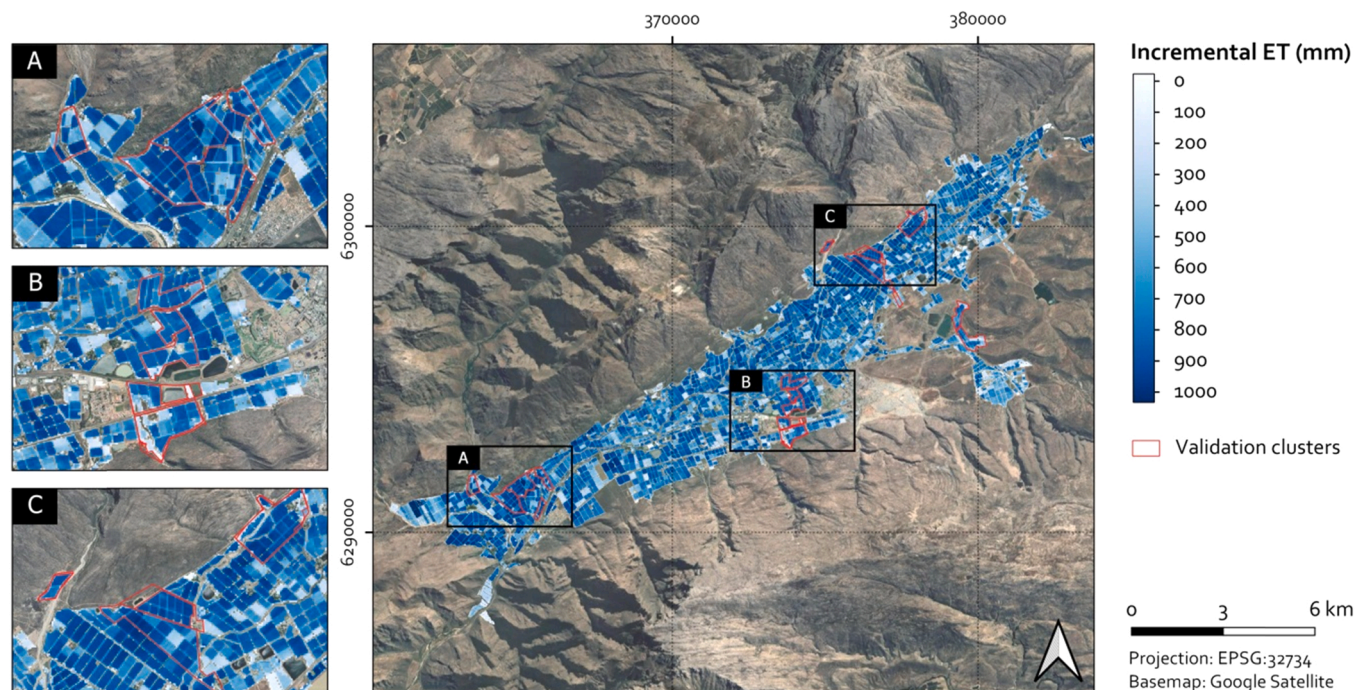 370000
380000
A
B
C
6300000
6290000
C
B
A
Incremental ET (mm)
0
100
200
300
400
500
600
700
800
900
1000
Validation clusters
0 3 6 km
Projection: EPSG:32734
Basemap: Google Satellite